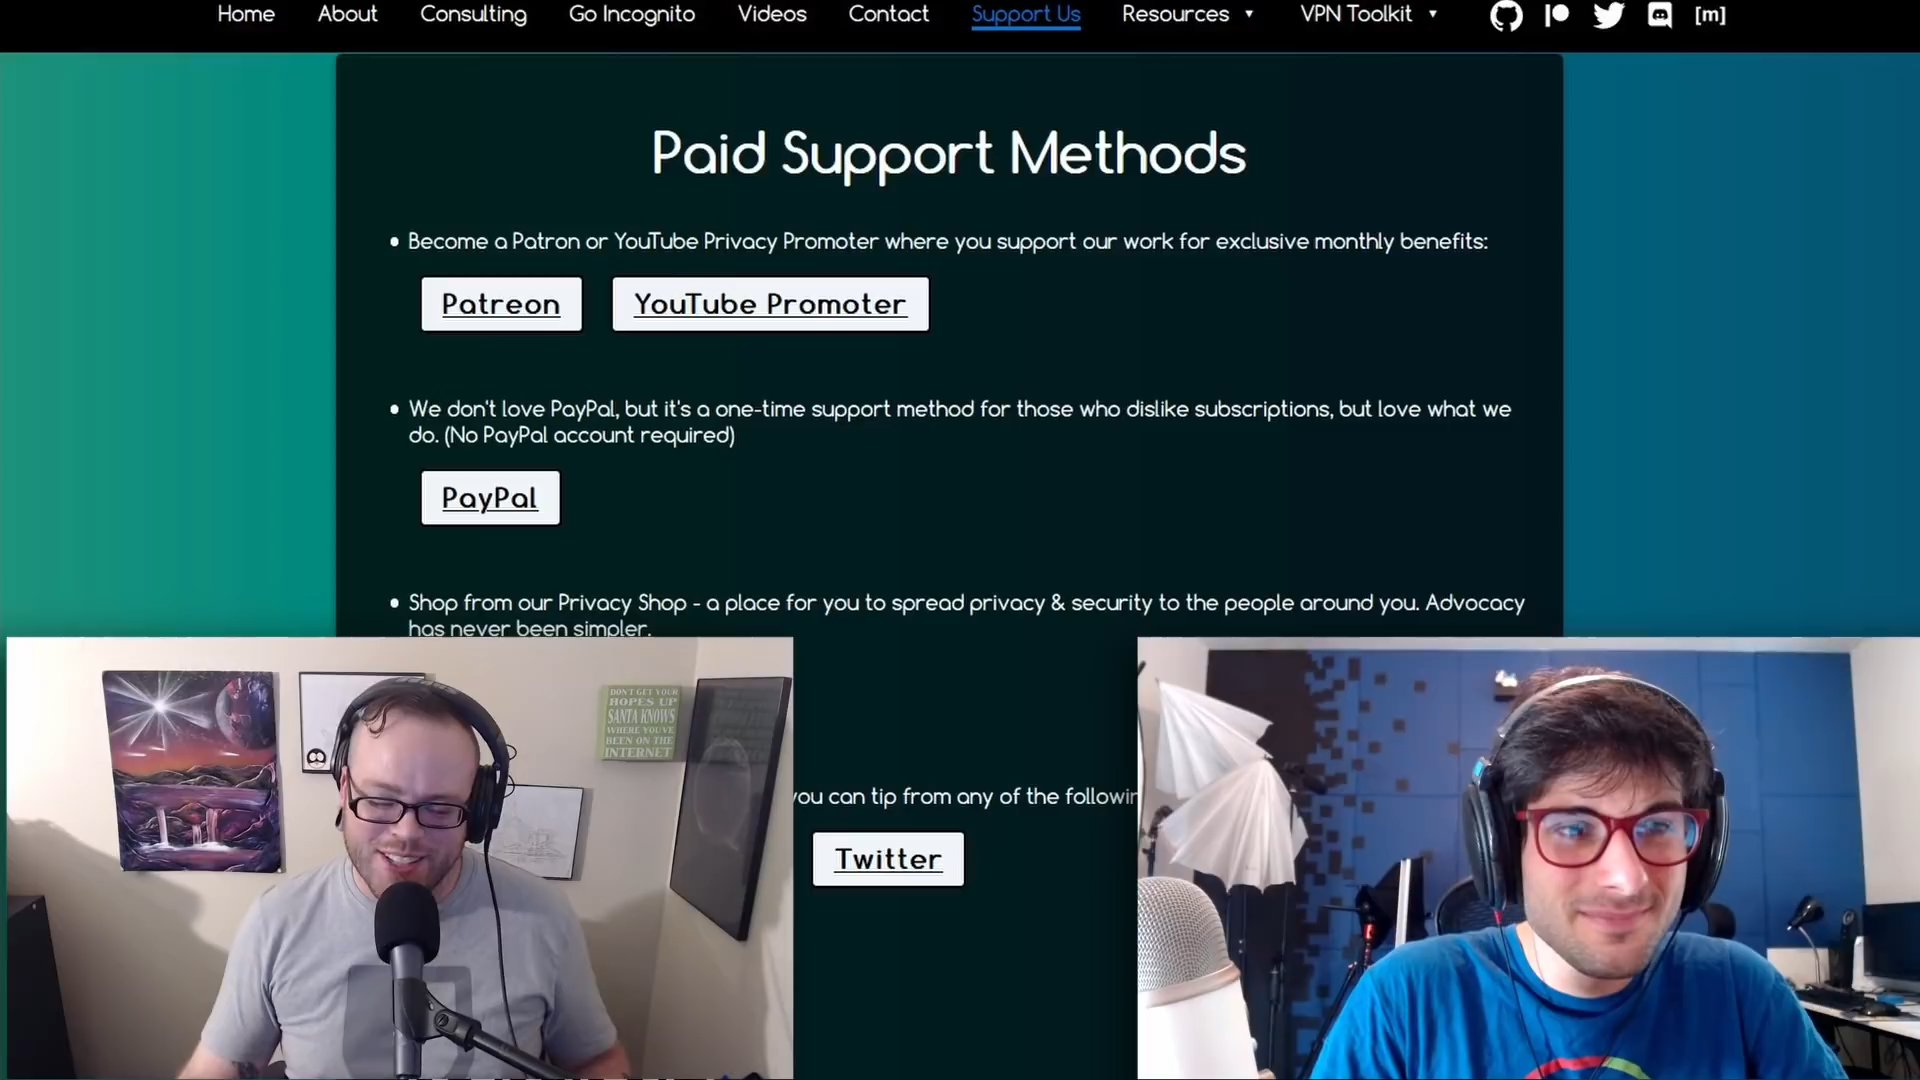 Home About Consulting Go Incognito Videos Contact Support Us Resources VPN Toolkit [m]
Paid Support Methods
Become a Patron or YouTube Privacy Promoter where you support our work for exclusive monthly benefits:
Patreon YouTube Promoter
We don't love PayPal, but it's a one-time support method for those who dislike subscriptions, but love what we
do. (No PayPal account required)
PayPal
Shop from our Privacy Shop - a place for you to spread privacy & security to the people around you. Advocacy
has never been simpler.
you can tip from any of the followin
Twitter
DON'T GET YOUR
HOPES UP
SANTA KNOWS
WHERE YOU'VE
BEEN ON THE
INTERNET